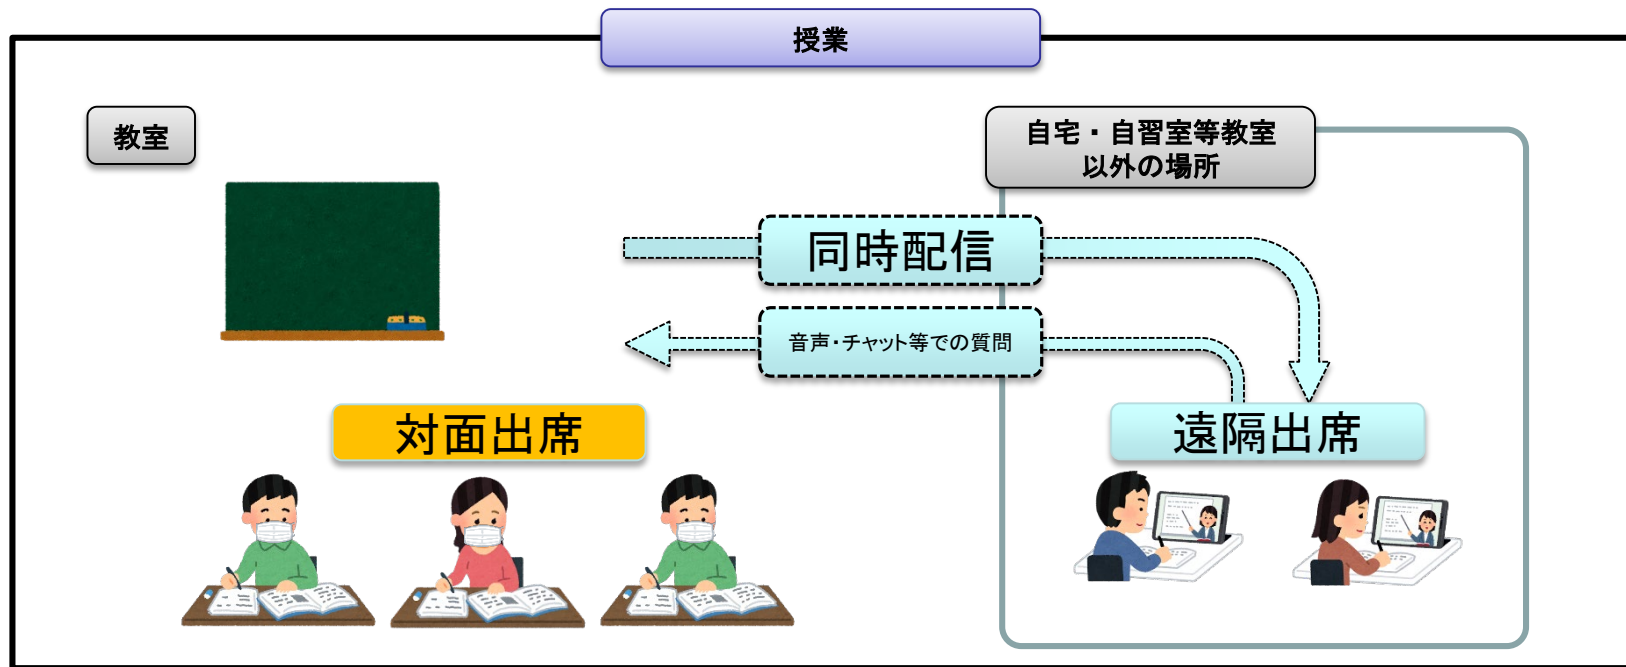 授業
教室
自宅・自習室等教室
以外の場所
同時配信
音声・チャット等での質問
対面出席
遠隔出席